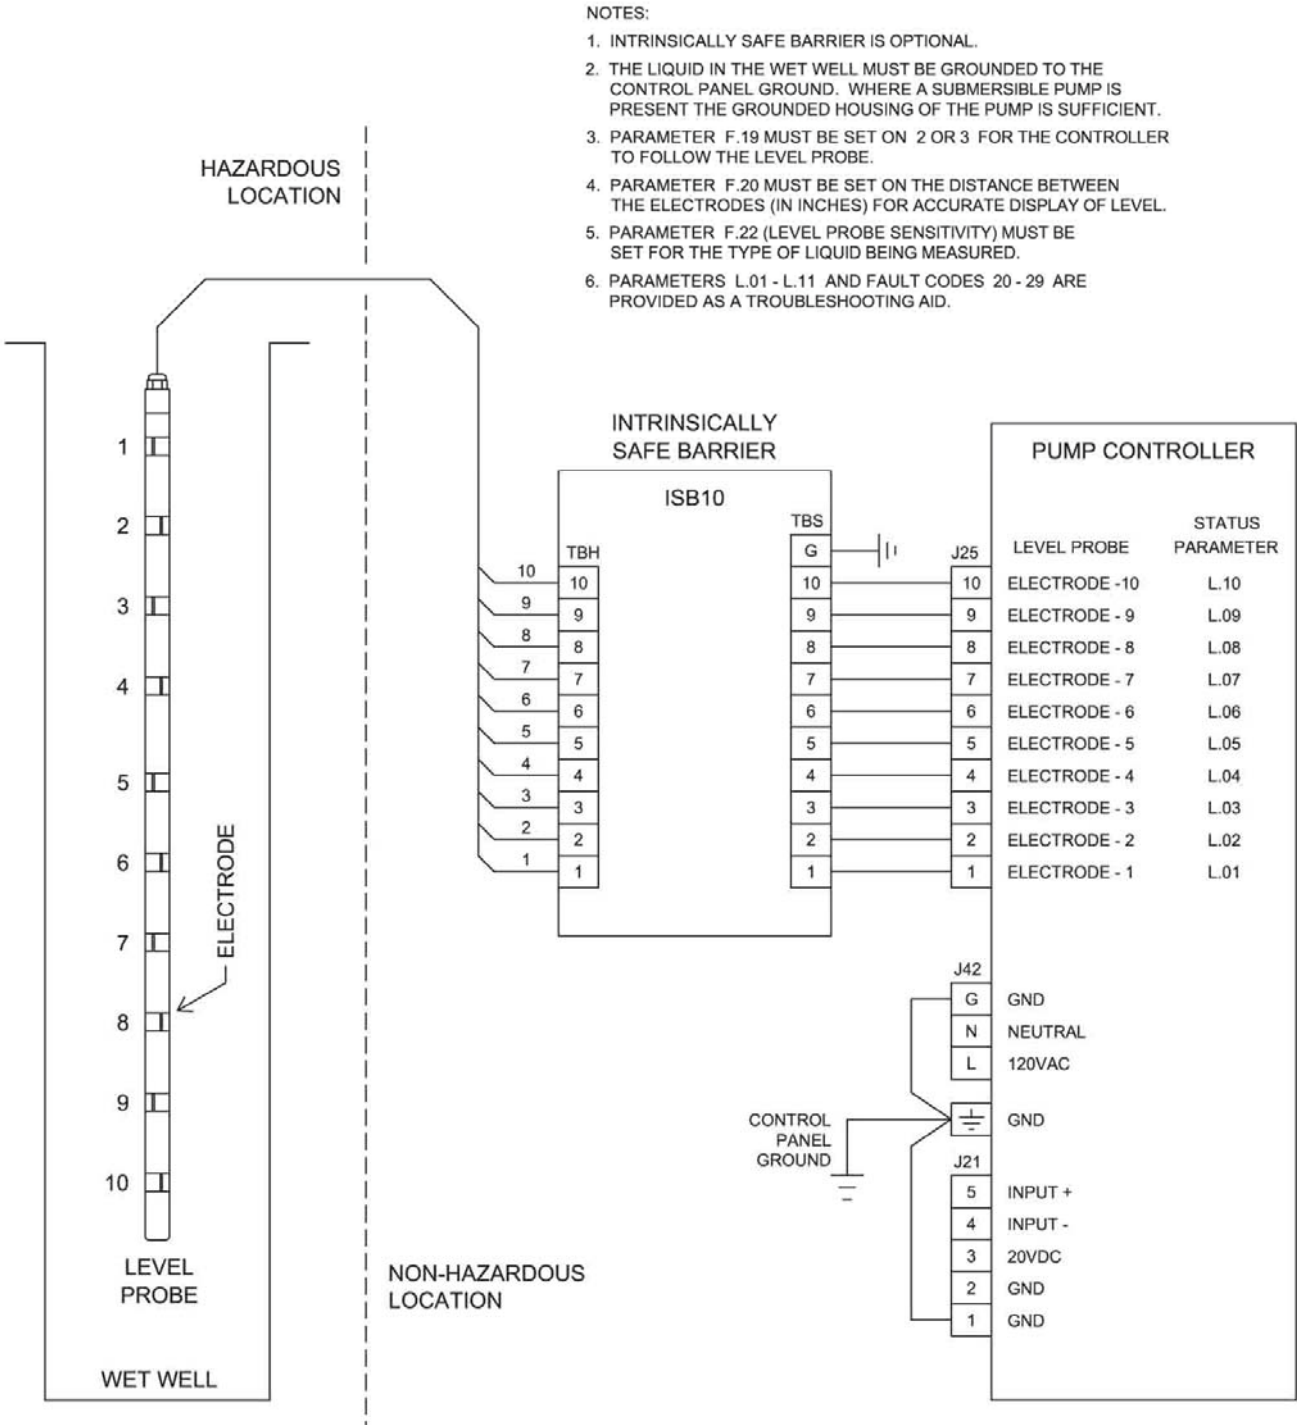 NOTES:
1. INTRINSICALLY SAFE BARRIER IS OPTIONAL.
2. THE LIQUID IN THE WET WELL MUST BE GROUNDED TO THE
CONTROL PANEL GROUND. WHERE A SUBMERSIBLE PUMP IS
PRESENT THE GROUNDED HOUSING OF THE PUMP IS SUFFICIENT.
3. PARAMETER F.19 MUST BE SET ON 2 OR 3 FOR THE CONTROLLER
TO FOLLOW THE LEVEL PROBE.
4. PARAMETER F.20 MUST BE SET ON THE DISTANCE BETWEEN
THE ELECTRODES (IN INCHES) FOR ACCURATE DISPLAY OF LEVEL.
5. PARAMETER F.22 (LEVEL PROBE SENSITIVITY) MUST BE
SET FOR THE TYPE OF LIQUID BEING MEASURED.
6. PARAMETERS L.01 - L.11 AND FAULT CODES 20 - 29 ARE
PROVIDED AS A TROUBLESHOOTING AID.
HAZARDOUS
LOCATION
1
2
3
4
5
6
7
8
9
10
ELECTRODE
LEVEL
PROBE
WET WELL
NON-HAZARDOUS
LOCATION
INTRINSICALLY
SAFE BARRIER
ISB10
10
9
8
7
6
5
4
3
2
1
TBH
10
9
8
7
6
5
4
3
2
1
TBS
G
10
9
8
7
6
5
4
3
2
1
PUMP CONTROLLER
J25
LEVEL PROBE
STATUS
PARAMETER
10 ELECTRODE -10 L.10
9 ELECTRODE - 9 L.09
8 ELECTRODE - 8 L.08
7 ELECTRODE - 7 L.07
6 ELECTRODE - 6 L.06
5 ELECTRODE - 5 L.05
4 ELECTRODE - 4 L.04
3 ELECTRODE - 3 L.03
2 ELECTRODE - 2 L.02
1 ELECTRODE - 1 L.01
J42
G GND
N NEUTRAL
L 120VAC
GND
CONTROL
PANEL
GROUND
J21
5 INPUT +
4 INPUT -
3 20VDC
2 GND
1 GND